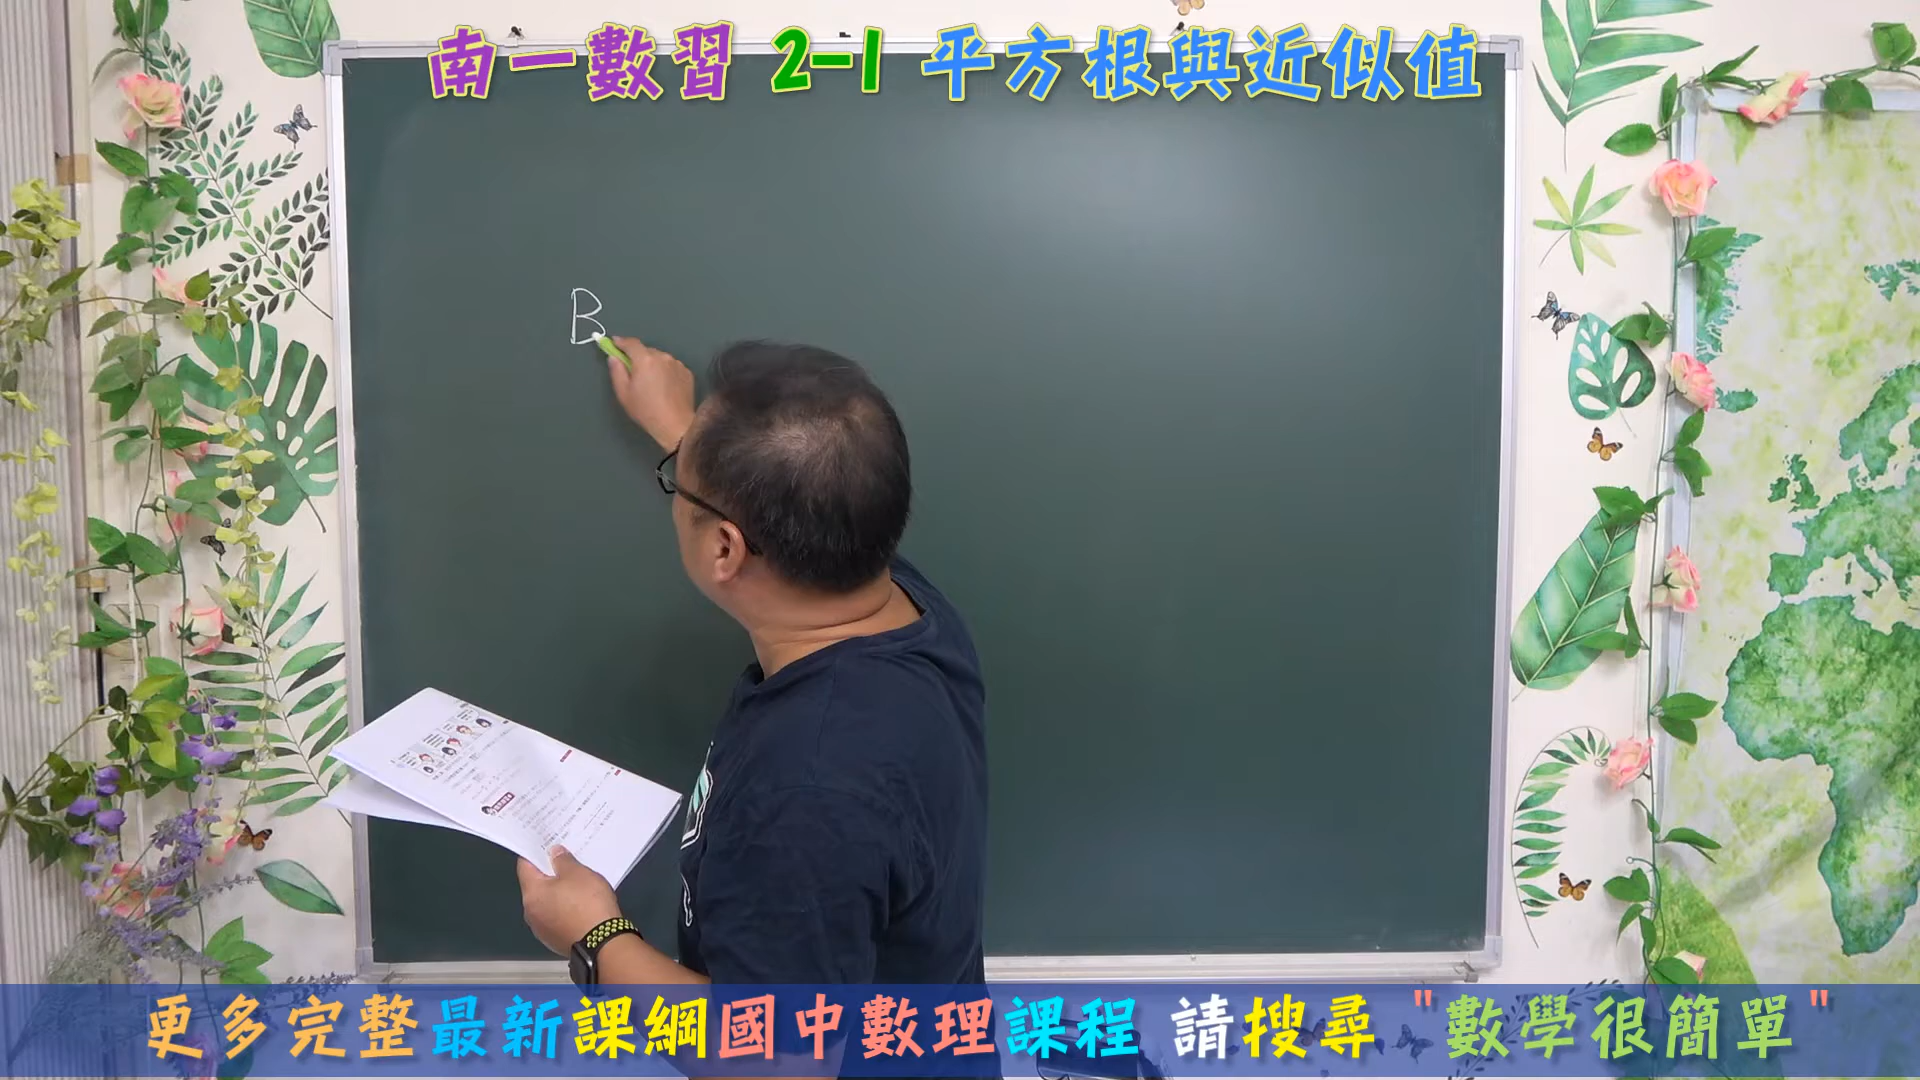 南一數習 2-1 平方根與近似值
B
更多完整最新課綱國中數理課程 請搜尋 "數學很簡單"